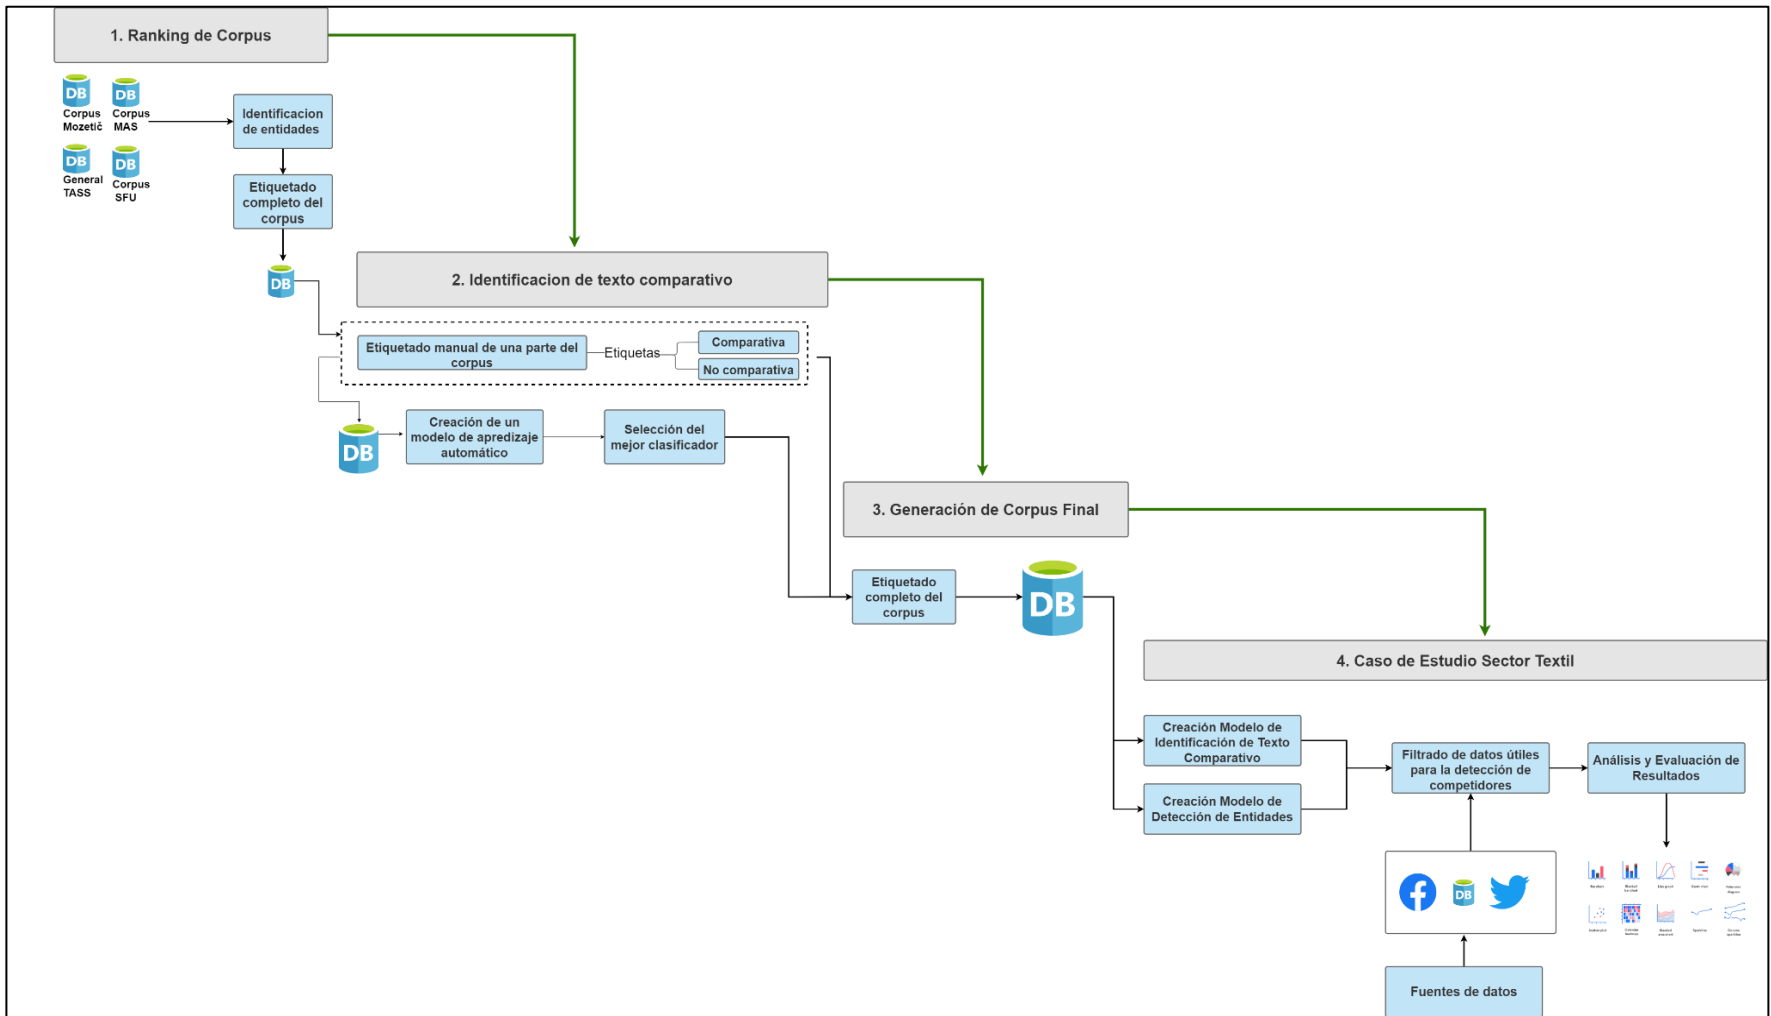 1. Ranking de Corpus
DB
DB
Corpus
Mozetič
Corpus
MAS
DB
DB
General
TASS
Corpus
SFU
Identificacion
de entidades
Etiquetado
completo del
corpus
DB
2. Identificacion de texto comparativo
Etiquetado manual de una parte del
corpus
Etiquetas
Comparativa
No comparativa
DB
Creación de un
modelo de apredizaje
automático
Selección del
mejor clasificador
3. Generación de Corpus Final
Etiquetado
completo del
corpus
DB
4. Caso de Estudio Sector Textil
Creación Modelo de
Identificación de Texto
Comparativo
Creación Modelo de
Detección de Entidades
Filtrado de datos útiles
para la detección de
competidores
Análisis y Evaluación de
Resultados
DB
Fuentes de datos